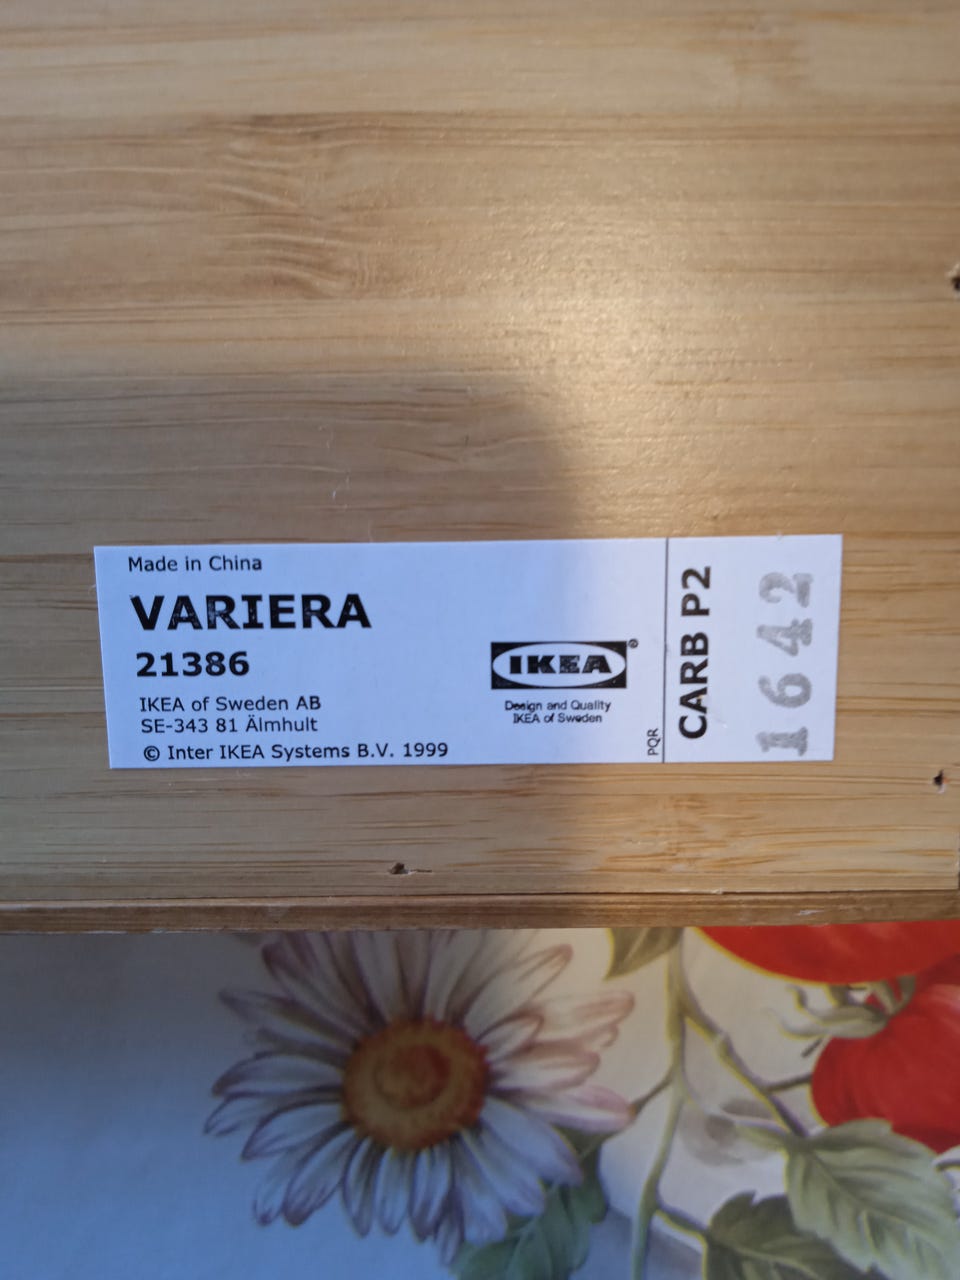 Made in China
VARIERA
21386
IKEA of Sweden AB
SE-343 81 Älmhult
© Inter IKEA Systems B.V. 1999
IKEA®
Design and Quality
IKEA of Sweden
PQR
CARB P2
1642